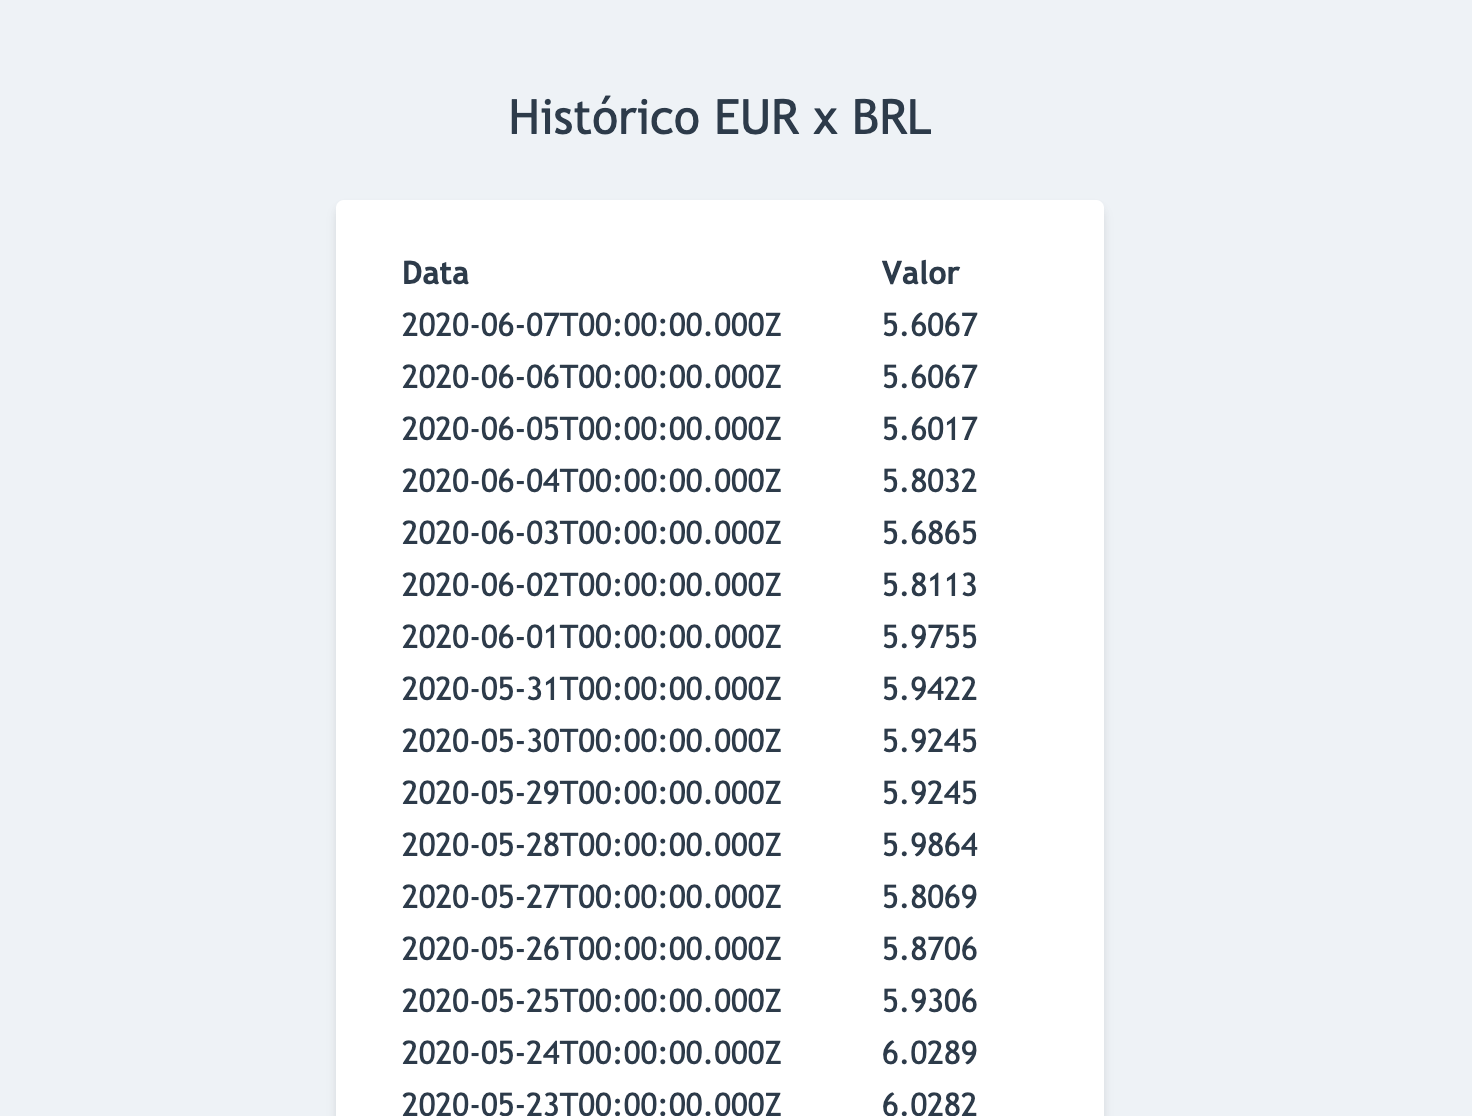 Histórico EUR x BRL
Data Valor
2020-06-07T00:00:00.000Z 5.6067
2020-06-06T00:00:00.000Z 5.6067
2020-06-05T00:00:00.000Z 5.6017
2020-06-04T00:00:00.000Z 5.8032
2020-06-03T00:00:00.000Z 5.6865
2020-06-02T00:00:00.000Z 5.8113
2020-06-01T00:00:00.000Z 5.9755
2020-05-31T00:00:00.000Z 5.9422
2020-05-30T00:00:00.000Z 5.9245
2020-05-29T00:00:00.000Z 5.9245
2020-05-28T00:00:00.000Z 5.9864
2020-05-27T00:00:00.000Z 5.8069
2020-05-26T00:00:00.000Z 5.8706
2020-05-25T00:00:00.000Z 5.9306
2020-05-24T00:00:00.000Z 6.0289
2020-05-23T00:00:00.000Z 6.0282